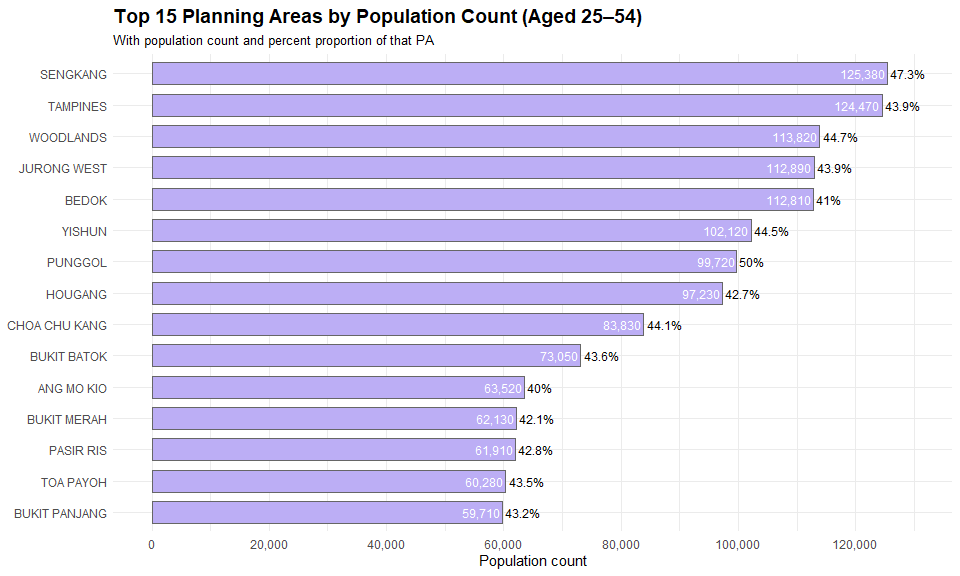 Top 15 Planning Areas by Population Count (Aged 25–54)
With population count and percent proportion of that PA
SENGKANG 125,380 47.3%
TAMPINES 124,470 43.9%
WOODLANDS 113,820 44.7%
JURONG WEST 112,890 43.9%
BEDOK 112,810 41%
YISHUN 102,120 44.5%
PUNGGOL 99,720 50%
HOUGANG 97,230 42.7%
CHOA CHU KANG 83,830 44.1%
BUKIT BATOK 73,050 43.6%
ANG MO KIO 63,520 40%
BUKIT MERAH 62,130 42.1%
PASIR RIS 61,910 42.8%
TOA PAYOH 60,280 43.5%
BUKIT PANJANG 59,710 43.2%
0 20,000 40,000 60,000 80,000 100,000 120,000
Population count